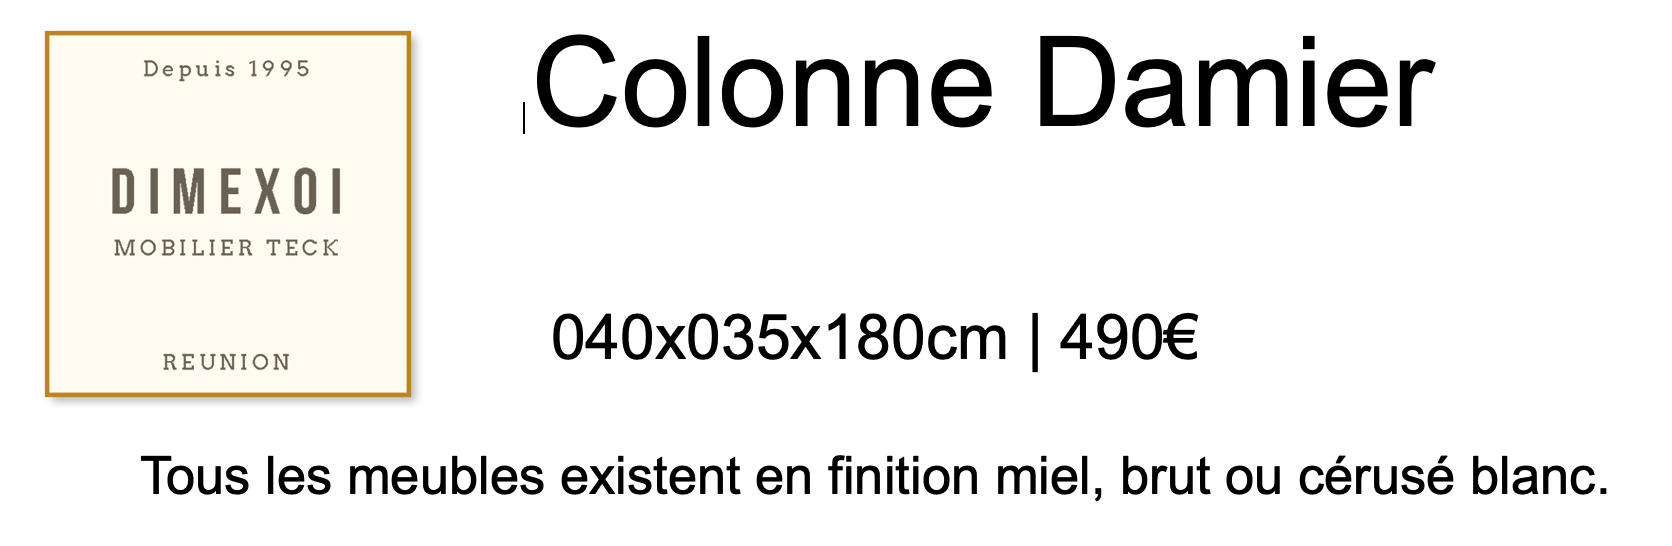 Depuis 1995
DIMEXOI
MOBILIER TECK
REUNION
Colonne Damier
040x035x180cm | 490€
Tous les meubles existent en finition miel, brut ou cérusé blanc.